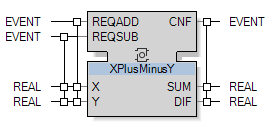 EVENT REQADD CNF EVENT
EVENT REQSUB
XPlusMinusY
REAL X SUM REAL
REAL Y DIF REAL